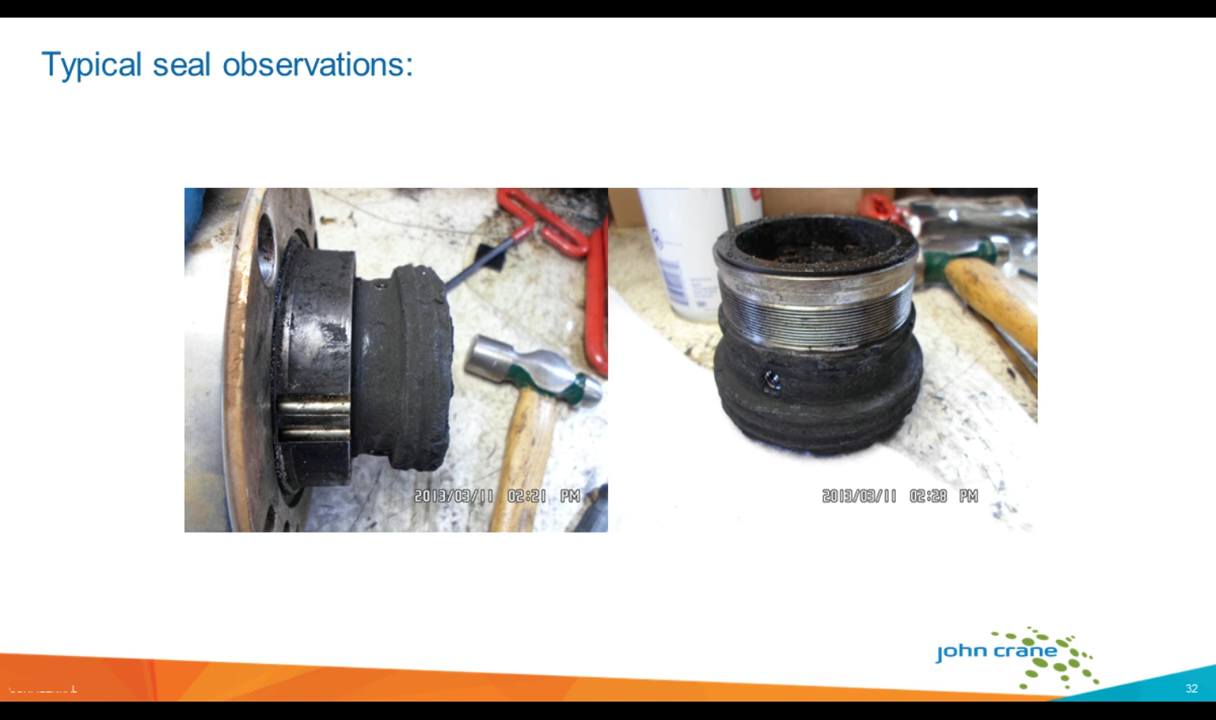 Typical seal observations:
2013/03/11 02:21 PM
2013/03/11 02:28 PM
john crane
32